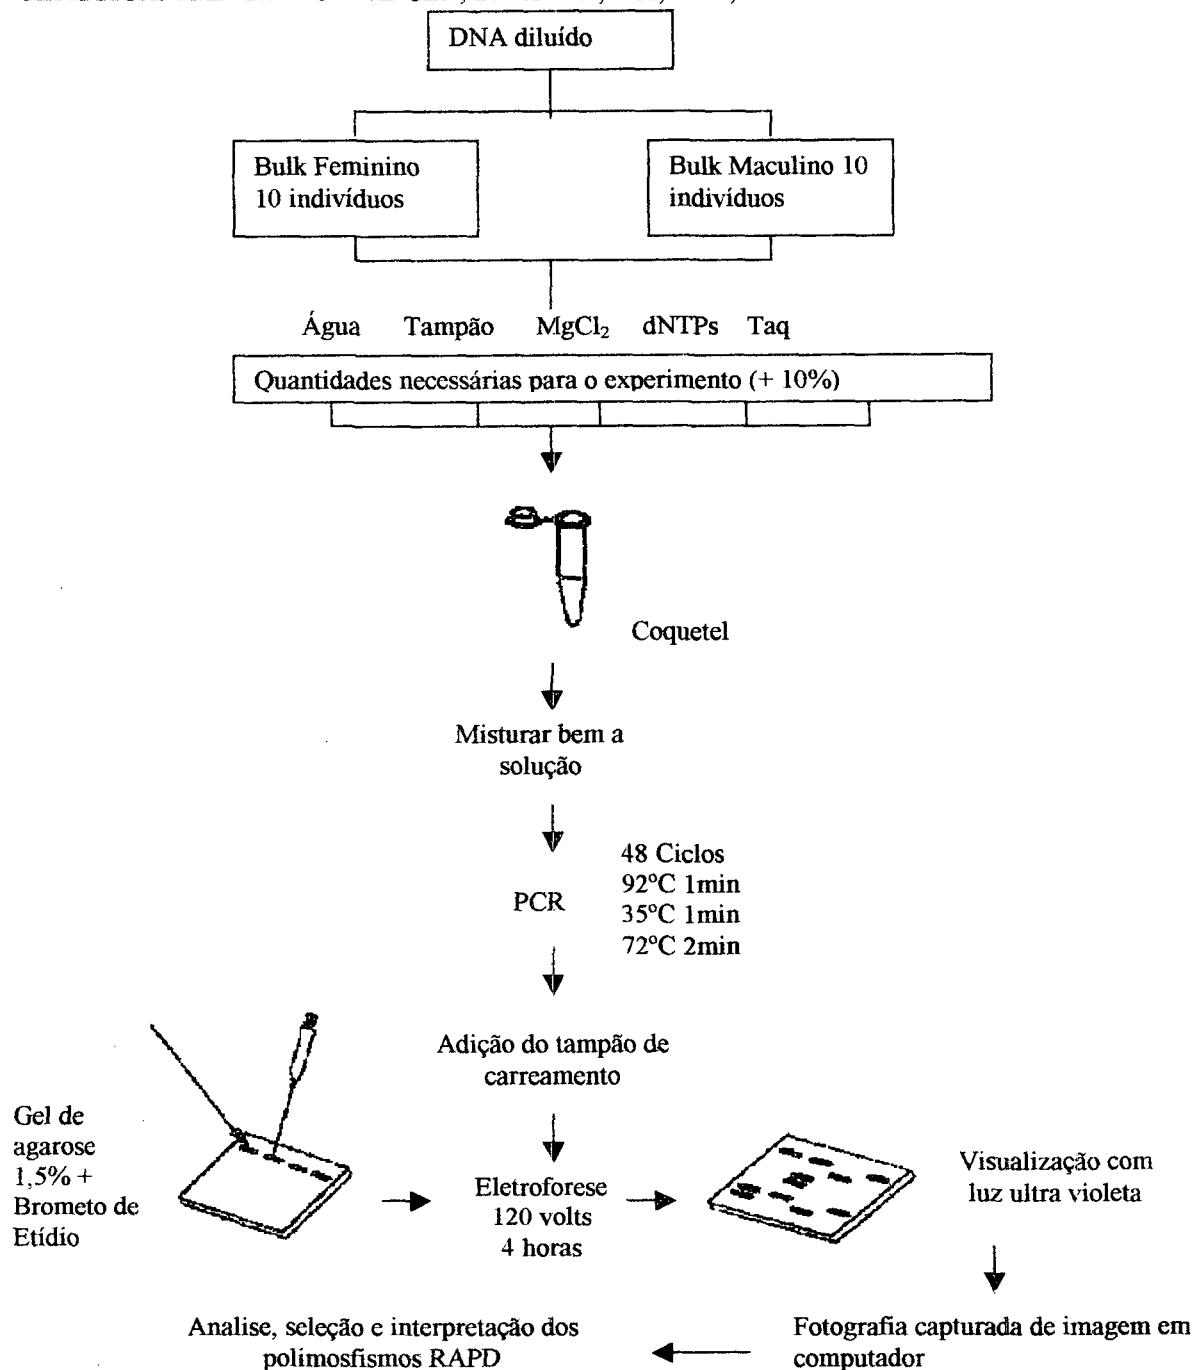 DNA diluído
Bulk Feminino
10 indivíduos
Bulk Maculino 10
indivíduos
Água Tampão MgCl₂ dNTPs Taq
Quantidades necessárias para o experimento (+ 10%)
Coquetel
Misturar bem a
solução
PCR
48 Ciclos
92ºC 1min
35ºC 1min
72ºC 2min
Adição do tampão de
carreamento
Gel de
agarose
1,5% +
Brometo de
Etídio
Eletroforese
120 volts
4 horas
Visualização com
luz ultra violeta
Fotografia capturada de imagem em
computador
Analise, seleção e interpretação dos
polimosfismos RAPD